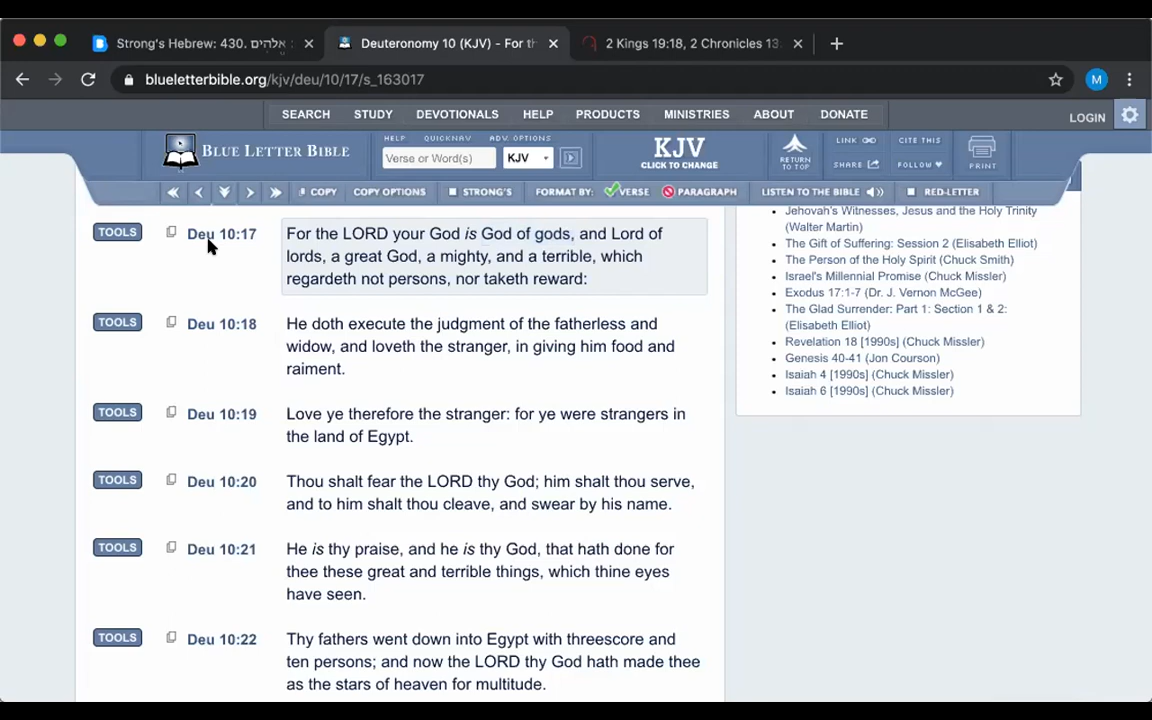 Strong's Hebrew: 430. אֱלֹהִים
Deuteronomy 10 (KJV) - For th
2 Kings 19:18, 2 Chronicles 13
blueletterbible.org/kjv/deu/10/17/s_163017
M
SEARCH STUDY DEVOTIONALS HELP PRODUCTS MINISTRIES ABOUT DONATE LOGIN
BLUE LETTER BIBLE
HELP QUICKNAV ADV. OPTIONS
Verse or Word(s) KJV
KJV
CLICK TO CHANGE
RETURN
TO TOP
LINK CITE THIS
SHARE FOLLOW PRINT
COPY COPY OPTIONS STRONG'S FORMAT BY: VERSE PARAGRAPH LISTEN TO THE BIBLE RED-LETTER
TOOLS Deu 10:17 For the LORD your God is God of gods, and Lord of
lords, a great God, a mighty, and a terrible, which
regardeth not persons, nor taketh reward:
TOOLS Deu 10:18 He doth execute the judgment of the fatherless and
widow, and loveth the stranger, in giving him food and
raiment.
TOOLS Deu 10:19 Love ye therefore the stranger: for ye were strangers in
the land of Egypt.
TOOLS Deu 10:20 Thou shalt fear the LORD thy God; him shalt thou serve,
and to him shalt thou cleave, and swear by his name.
TOOLS Deu 10:21 He is thy praise, and he is thy God, that hath done for
thee these great and terrible things, which thine eyes
have seen.
TOOLS Deu 10:22 Thy fathers went down into Egypt with threescore and
ten persons; and now the LORD thy God hath made thee
as the stars of heaven for multitude.
Jehovah's Witnesses, Jesus and the Holy Trinity
(Walter Martin)
The Gift of Suffering: Session 2 (Elisabeth Elliot)
The Person of the Holy Spirit (Chuck Smith)
Israel's Millennial Promise (Chuck Missler)
Exodus 17:1-7 (Dr. J. Vernon McGee)
The Glad Surrender: Part 1: Section 1 & 2:
(Elisabeth Elliot)
Revelation 18 [1990s] (Chuck Missler)
Genesis 40-41 (Jon Courson)
Isaiah 4 [1990s] (Chuck Missler)
Isaiah 6 [1990s] (Chuck Missler)